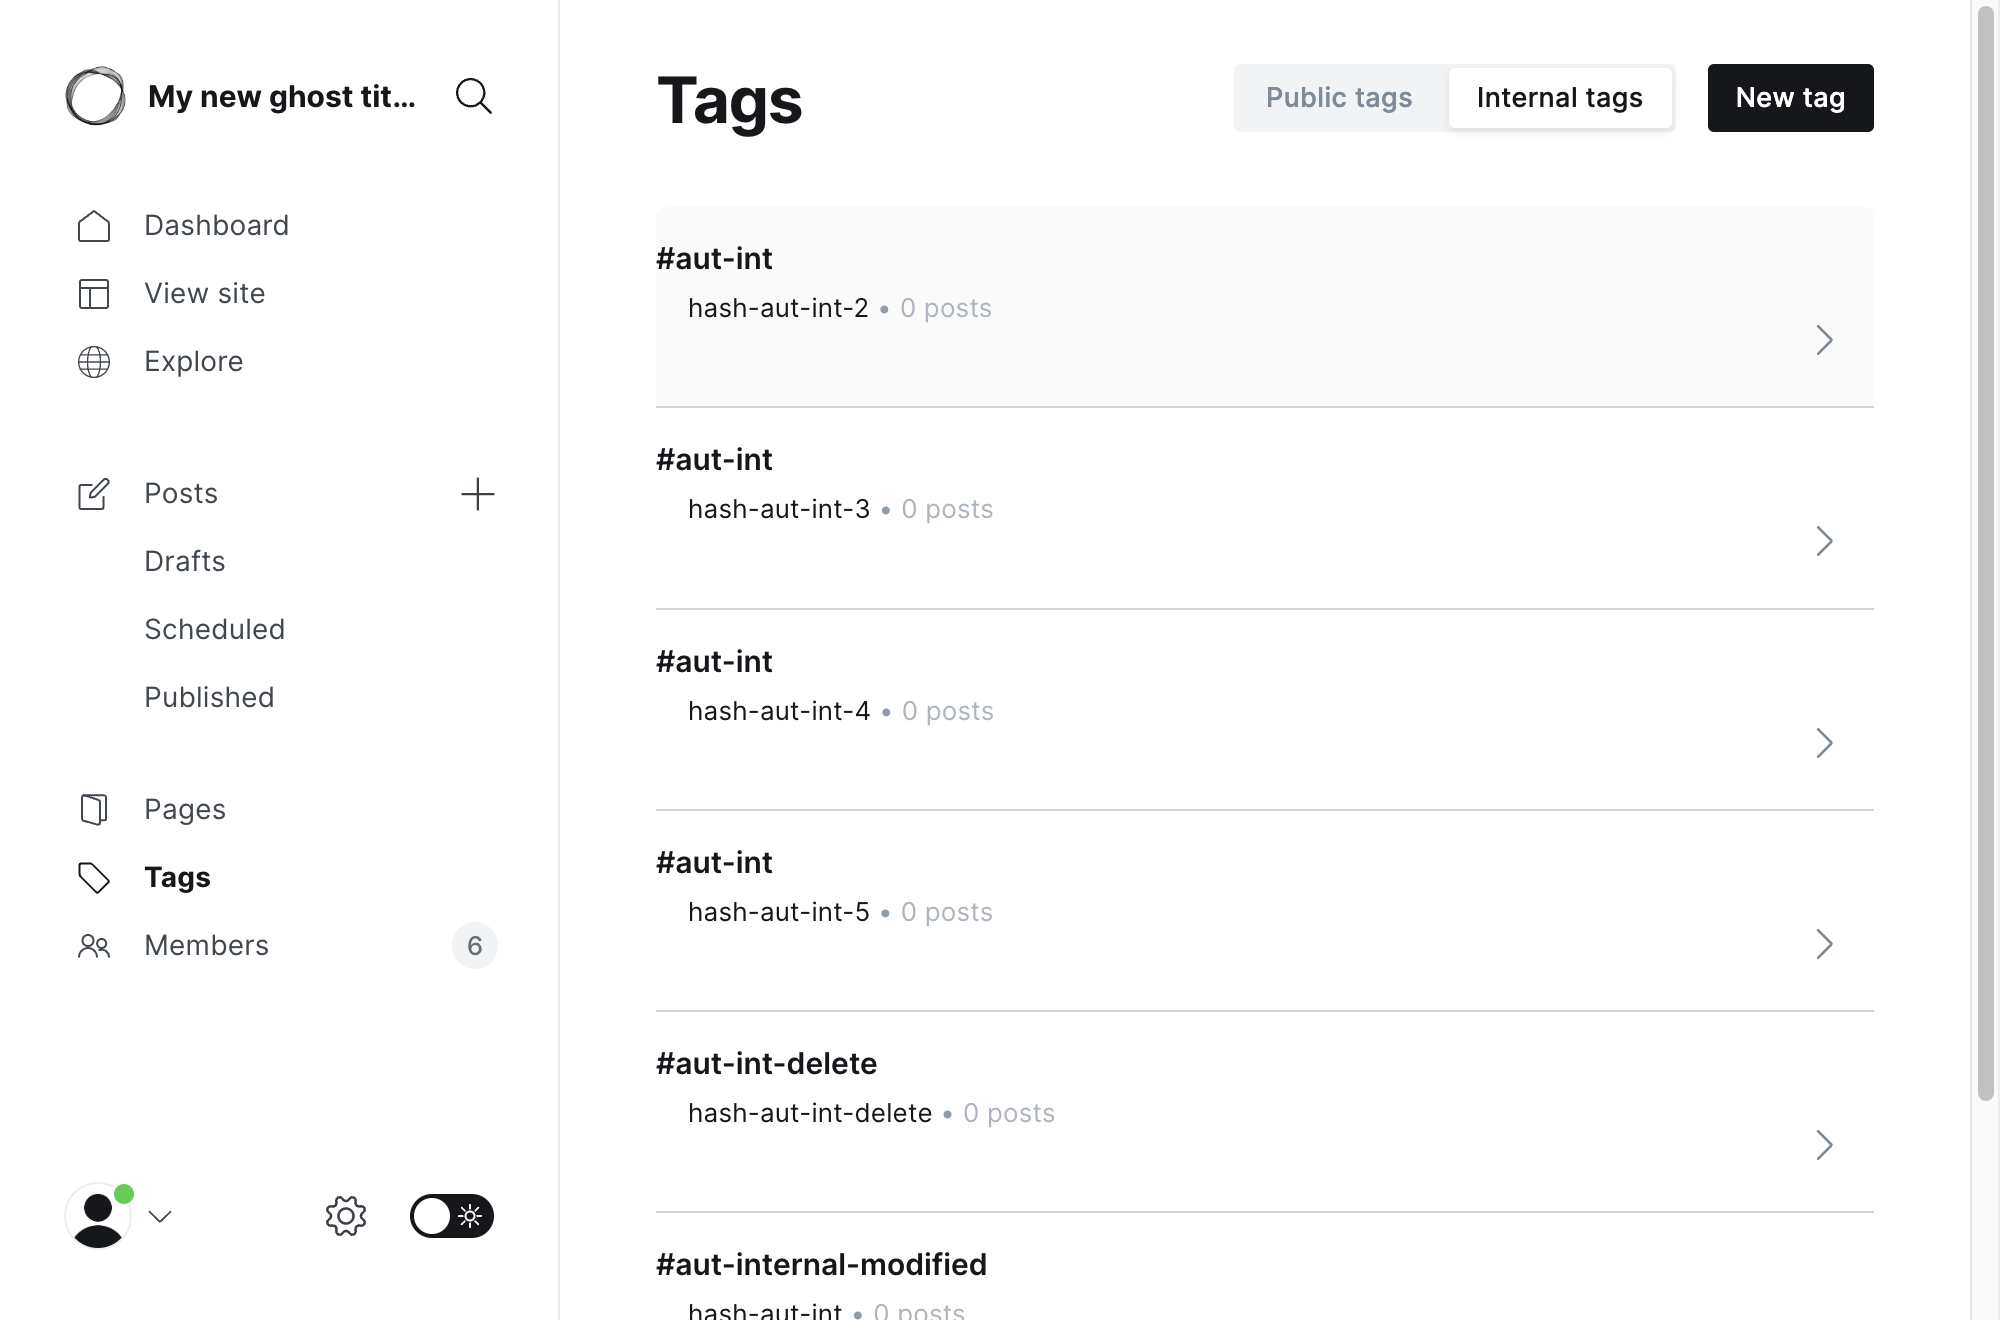 My new ghost tit...
Dashboard
View site
Explore
Posts
Drafts
Scheduled
Published
Pages
Tags
Members 6
Tags
Public tags Internal tags New tag
#aut-int
hash-aut-int-2 • 0 posts
#aut-int
hash-aut-int-3 • 0 posts
#aut-int
hash-aut-int-4 • 0 posts
#aut-int
hash-aut-int-5 • 0 posts
#aut-int-delete
hash-aut-int-delete • 0 posts
#aut-internal-modified
hash-aut-int • 0 posts